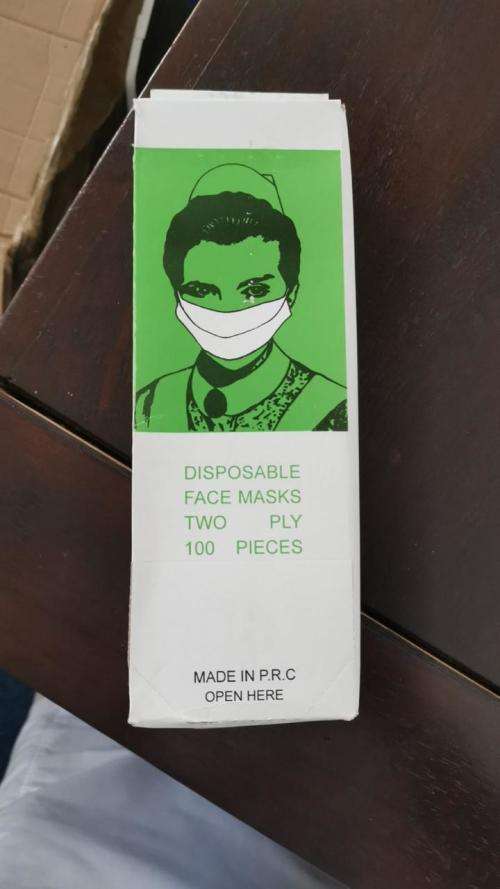 DISPOSABLE
FACE MASKS
TWO PLY
100 PIECES
MADE IN P.R.C
OPEN HERE